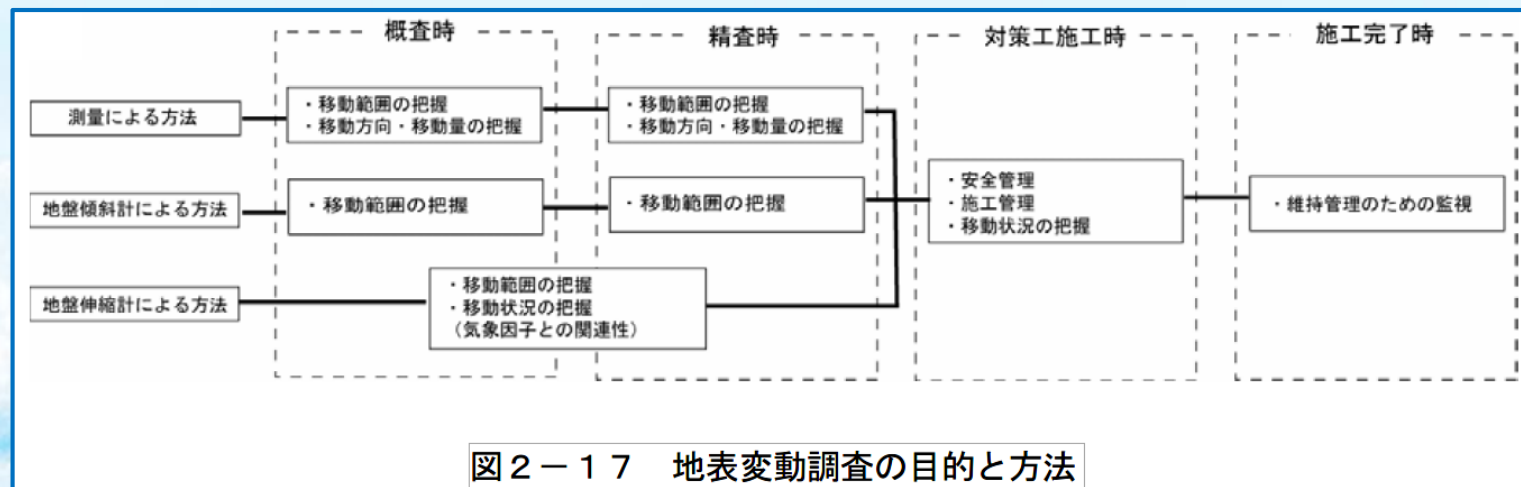 概査時
精査時
対策工施工時
施工完了時
測量による方法
・移動範囲の把握
・移動方向・移動量の把握
・移動範囲の把握
・移動方向・移動量の把握
地盤傾斜計による方法
・移動範囲の把握
・移動範囲の把握
・安全管理
・施工管理
・移動状況の把握
・維持管理のための監視
地盤伸縮計による方法
・移動範囲の把握
・移動状況の把握
（気象因子との関連性）
図２－１７　地表変動調査の目的と方法